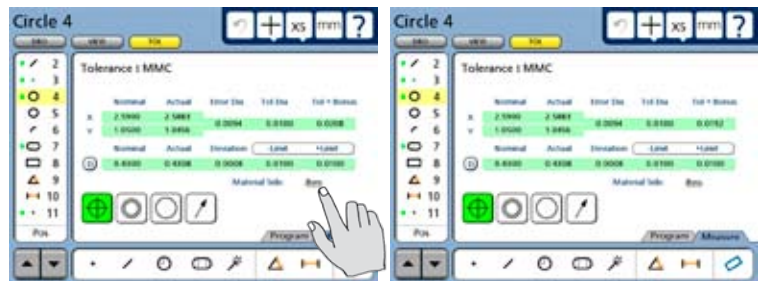 Circle 4
xs mm ?
DRO VIEW TOL
2
3
4
5
6
7
8
9
10
11
Pos
Tolerance : MMC
Nominal Actual Error Dia Tol Dia Tol + Bonus
X 2.5900 2.5883
0.0094 0.0100 0.0208
Y 1.0500 1.0456
Nominal Actual Deviation -Limit +Limit
D 0.4300 0.4308 0.0008 0.0100 0.0100
Material Side: Boss
Program
Circle 4
xs mm ?
DRO VIEW TOL
2
3
4
5
6
7
8
9
10
11
Pos
Tolerance : MMC
Nominal Actual Error Dia Tol Dia Tol + Bonus
X 2.5900 2.5883
0.0094 0.0100 0.0192
Y 1.0500 1.0456
Nominal Actual Deviation -Limit +Limit
D 0.4300 0.4308 0.0008 0.0100 0.0100
Material Side: Boss
Program Measure